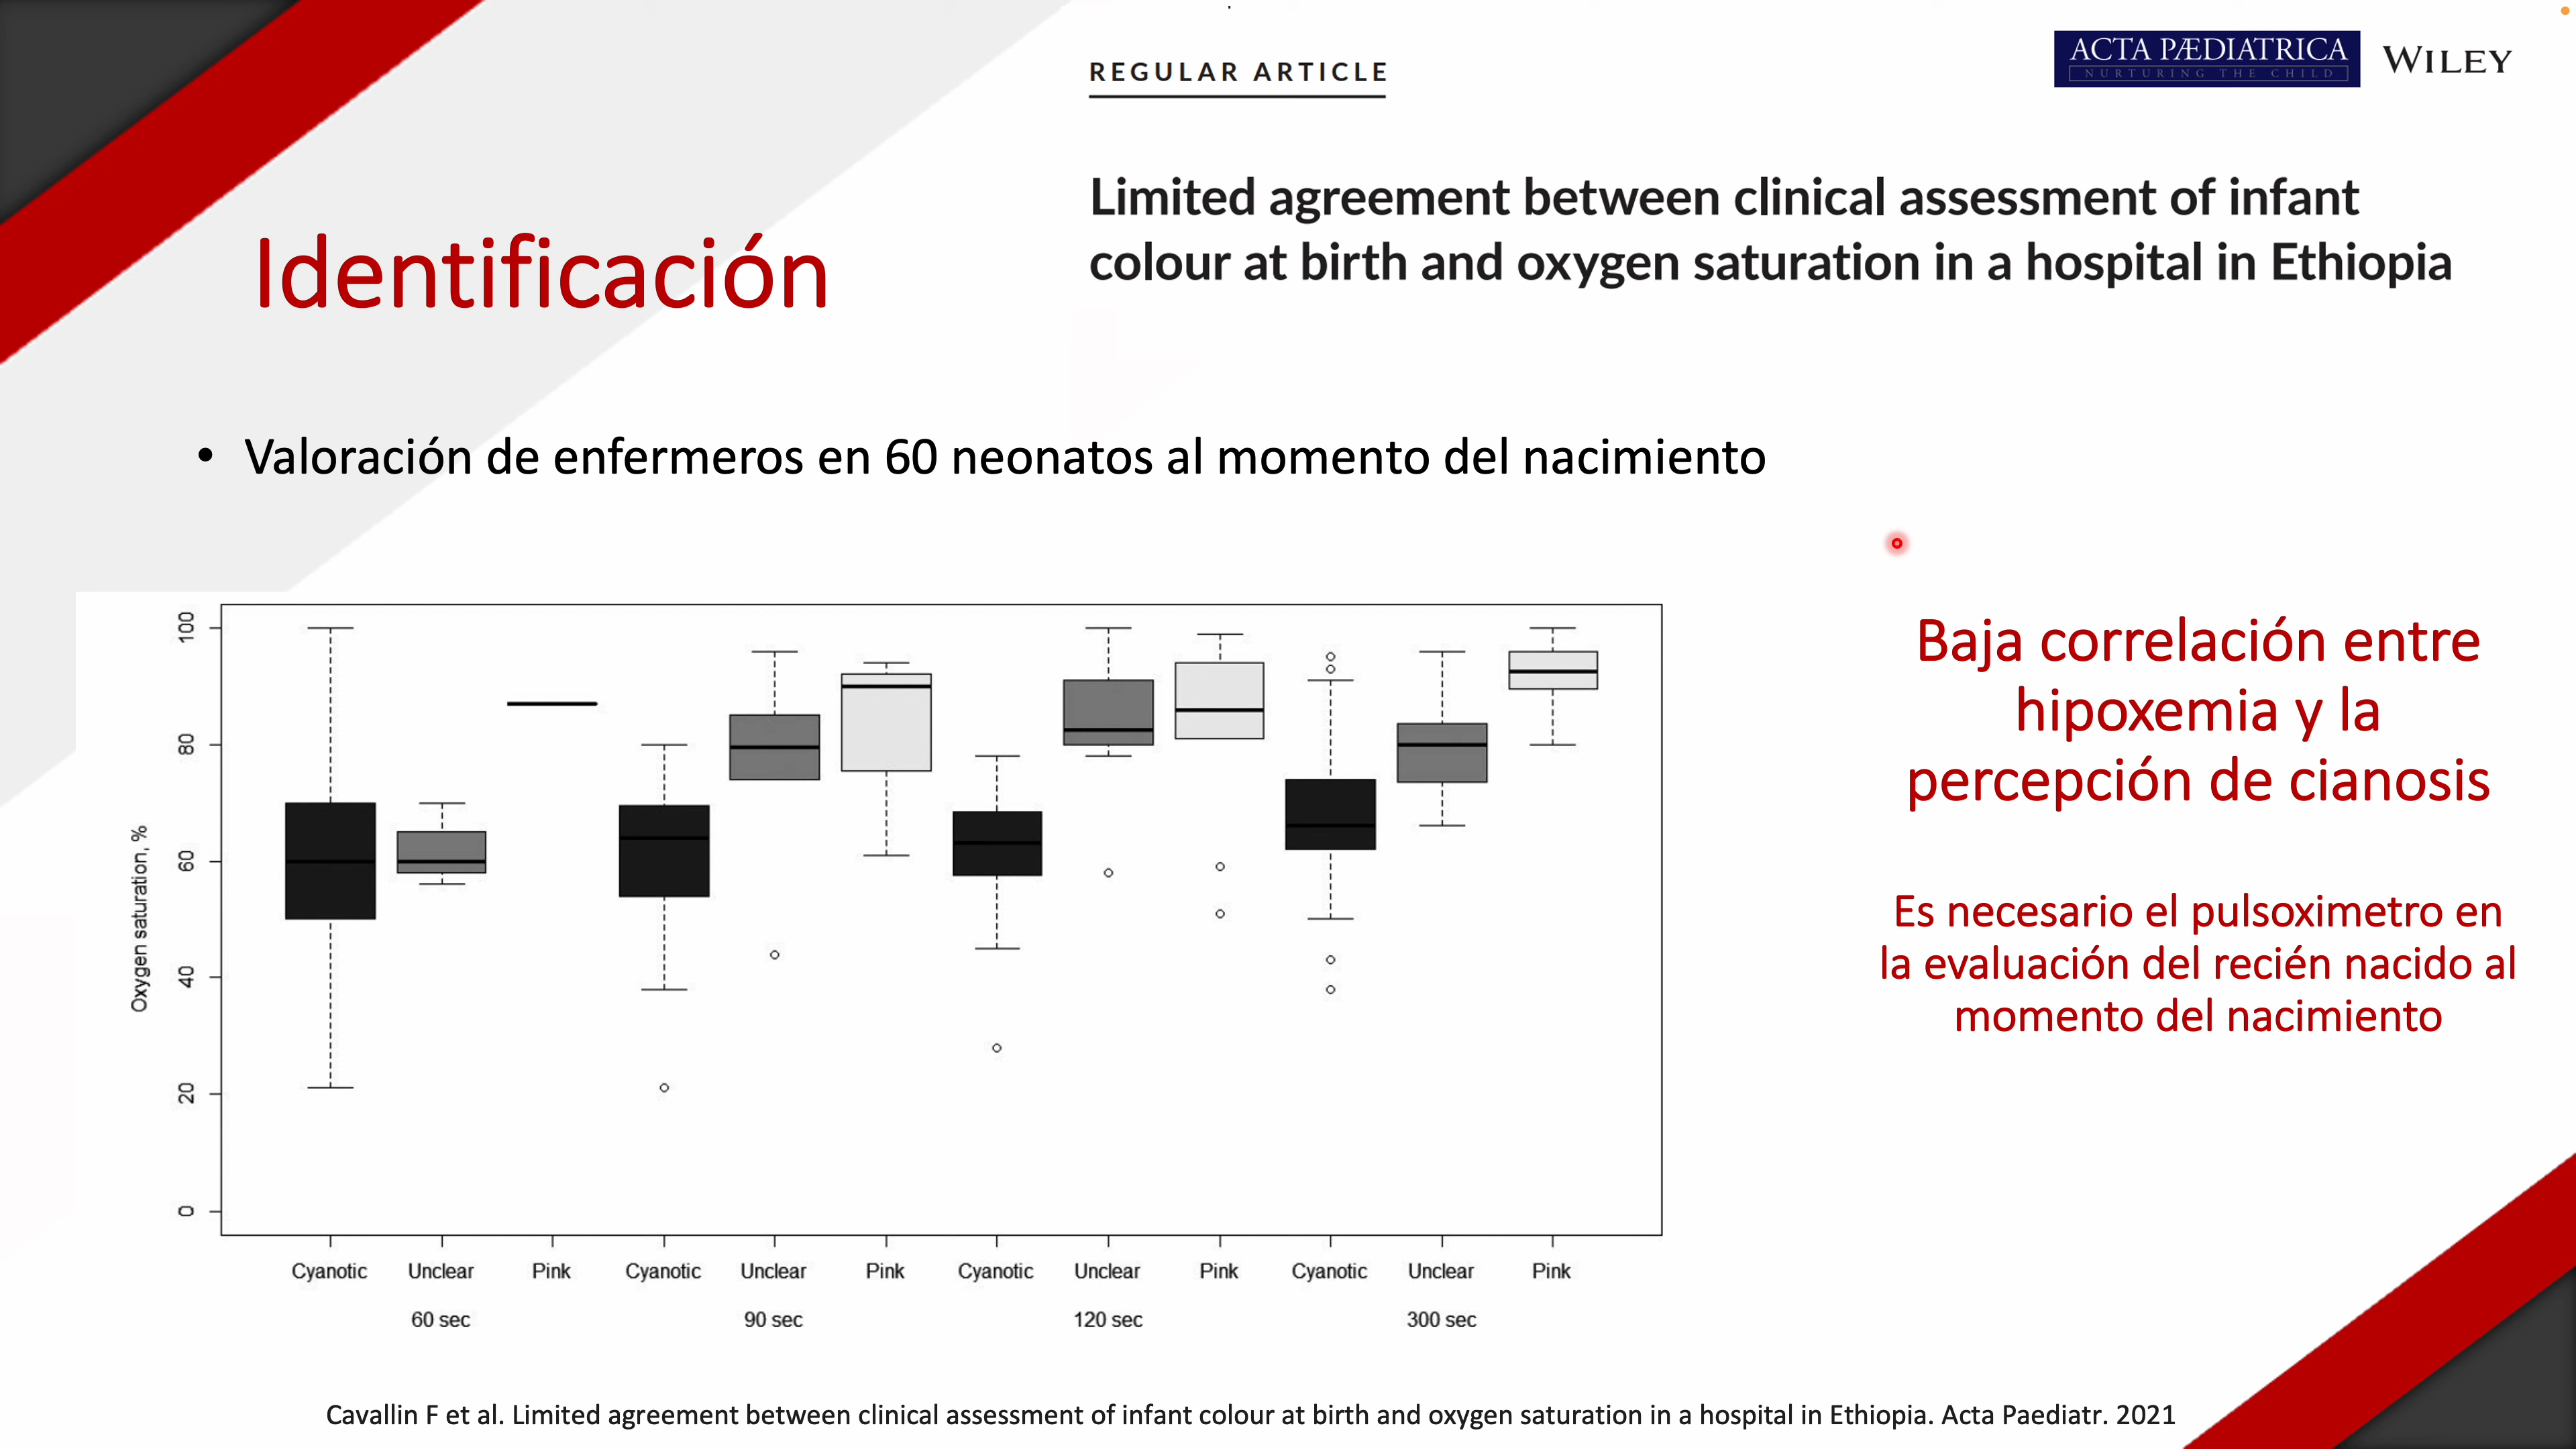 REGULAR ARTICLE
ACTA PÆDIATRICA
NURTURING THE CHILD
WILEY
Limited agreement between clinical assessment of infant
colour at birth and oxygen saturation in a hospital in Ethiopia
Identificación
• Valoración de enfermeros en 60 neonatos al momento del nacimiento
Oxygen saturation, %
100
80
60
40
20
0
Cyanotic Unclear Pink Cyanotic Unclear Pink Cyanotic Unclear Pink Cyanotic Unclear Pink
60 sec 90 sec 120 sec 300 sec
Baja correlación entre
hipoxemia y la
percepción de cianosis
Es necesario el pulsoximetro en
la evaluación del recién nacido al
momento del nacimiento
Cavallin F et al. Limited agreement between clinical assessment of infant colour at birth and oxygen saturation in a hospital in Ethiopia. Acta Paediatr. 2021